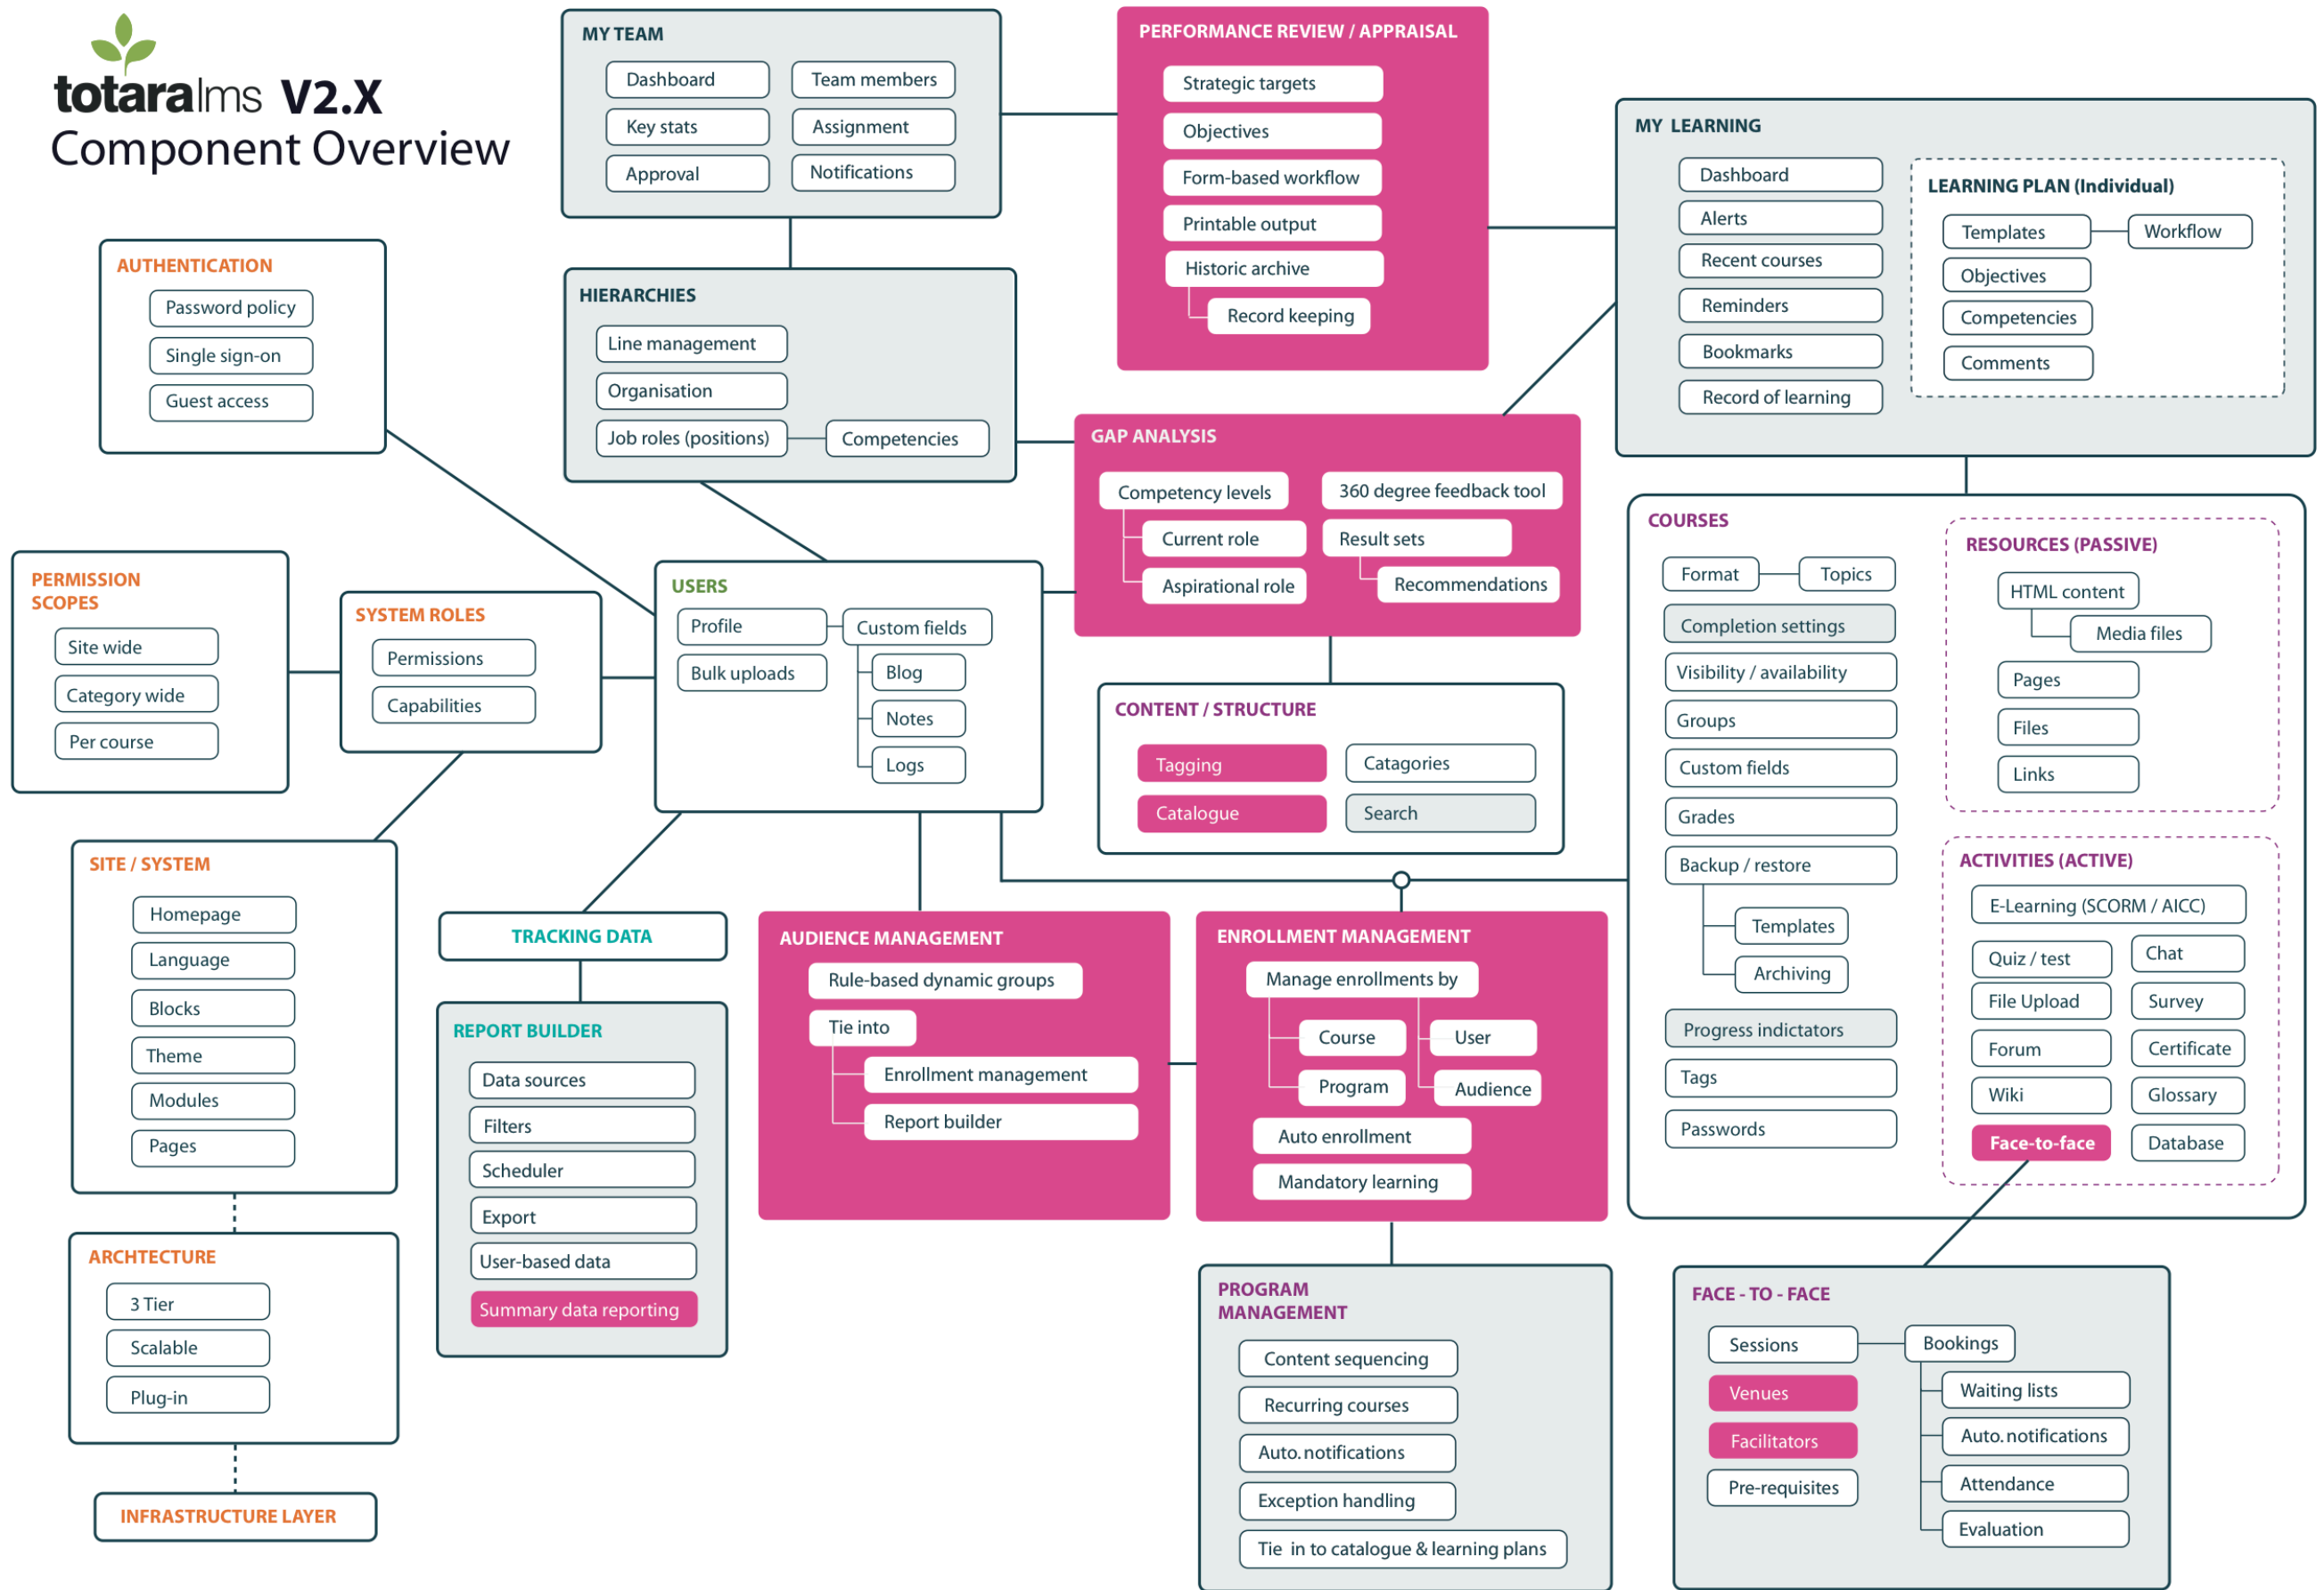 totaralms V2.X
Component Overview
MY TEAM
Dashboard
Team members
Key stats
Assignment
Approval
Notifications
PERFORMANCE REVIEW / APPRAISAL
Strategic targets
Objectives
Form-based workflow
Printable output
Historic archive
Record keeping
MY LEARNING
Dashboard
Alerts
Recent courses
Reminders
Bookmarks
Record of learning
LEARNING PLAN (Individual)
Templates
Workflow
Objectives
Competencies
Comments
AUTHENTICATION
Password policy
Single sign-on
Guest access
HIERARCHIES
Line management
Organisation
Job roles (positions)
Competencies
GAP ANALYSIS
Competency levels
Current role
Aspirational role
360 degree feedback tool
Result sets
Recommendations
PERMISSION
SCOPES
Site wide
Category wide
Per course
SYSTEM ROLES
Permissions
Capabilities
USERS
Profile
Custom fields
Bulk uploads
Blog
Notes
Logs
CONTENT / STRUCTURE
Tagging
Catagories
Catalogue
Search
COURSES
Format
Topics
Completion settings
Visibility / availability
Groups
Custom fields
Grades
Backup / restore
Templates
Archiving
Progress indictators
Tags
Passwords
RESOURCES (PASSIVE)
HTML content
Media files
Pages
Files
Links
ACTIVITIES (ACTIVE)
E-Learning (SCORM / AICC)
Quiz / test
Chat
File Upload
Survey
Forum
Certificate
Wiki
Glossary
Face-to-face
Database
SITE / SYSTEM
Homepage
Language
Blocks
Theme
Modules
Pages
TRACKING DATA
REPORT BUILDER
Data sources
Filters
Scheduler
Export
User-based data
Summary data reporting
AUDIENCE MANAGEMENT
Rule-based dynamic groups
Tie into
Enrollment management
Report builder
ENROLLMENT MANAGEMENT
Manage enrollments by
Course
User
Program
Audience
Auto enrollment
Mandatory learning
ARCHTECTURE
3 Tier
Scalable
Plug-in
INFRASTRUCTURE LAYER
PROGRAM
MANAGEMENT
Content sequencing
Recurring courses
Auto. notifications
Exception handling
Tie in to catalogue & learning plans
FACE - TO - FACE
Sessions
Bookings
Venues
Waiting lists
Facilitators
Auto. notifications
Pre-requisites
Attendance
Evaluation